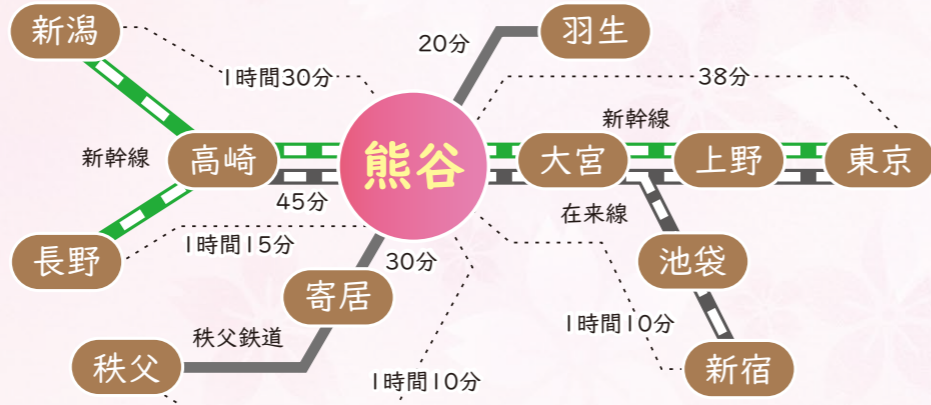 新潟
20分
羽生
1時間30分
38分
新幹線
新幹線
高崎
熊谷
大宮
上野
東京
45分
在来線
長野
1時間15分
30分
池袋
寄居
秩父鉄道
1時間10分
秩父
1時間10分
新宿